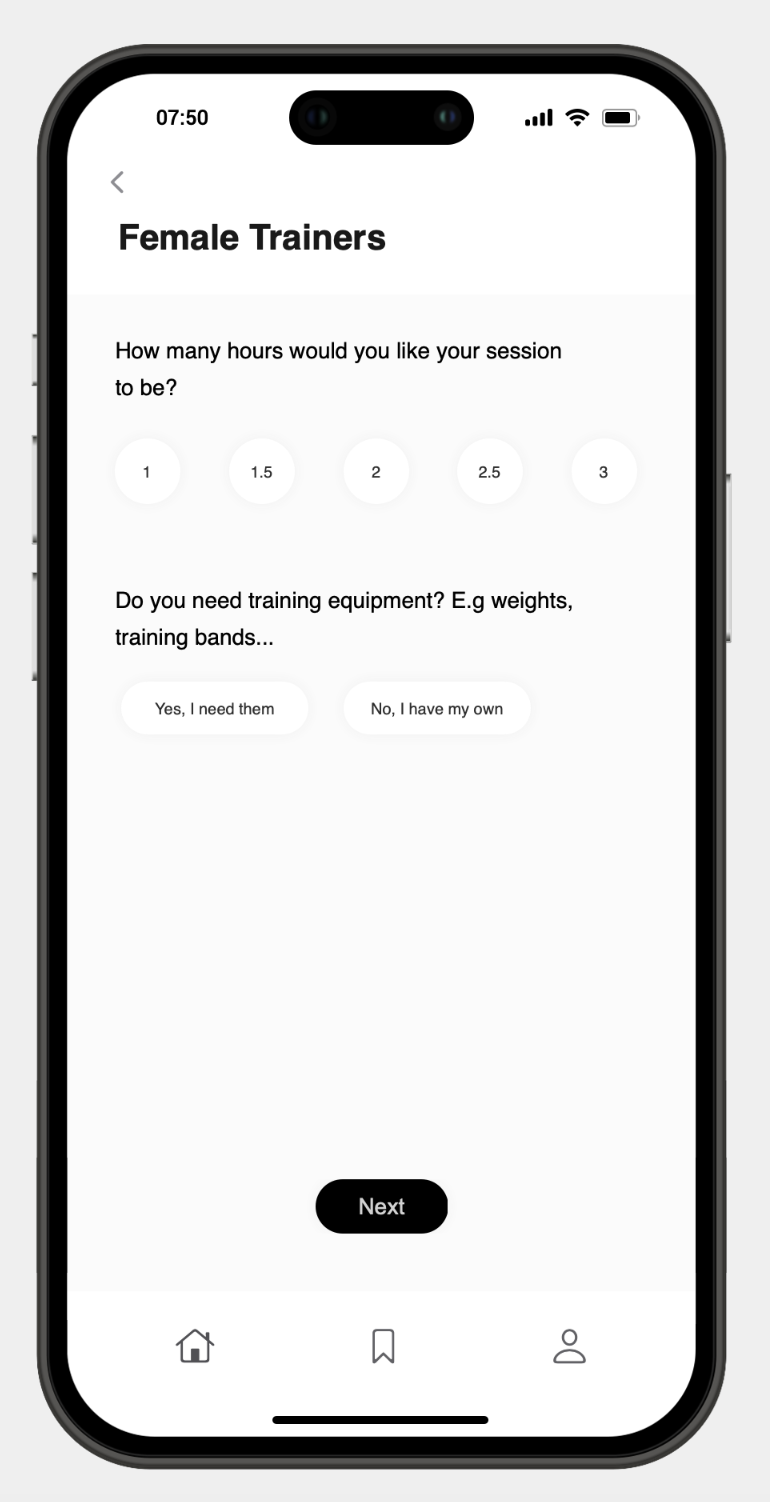 07:50
Female Trainers
How many hours would you like your session
to be?
1 1.5 2 2.5 3
Do you need training equipment? E.g weights,
training bands...
Yes, I need them No, I have my own
Next